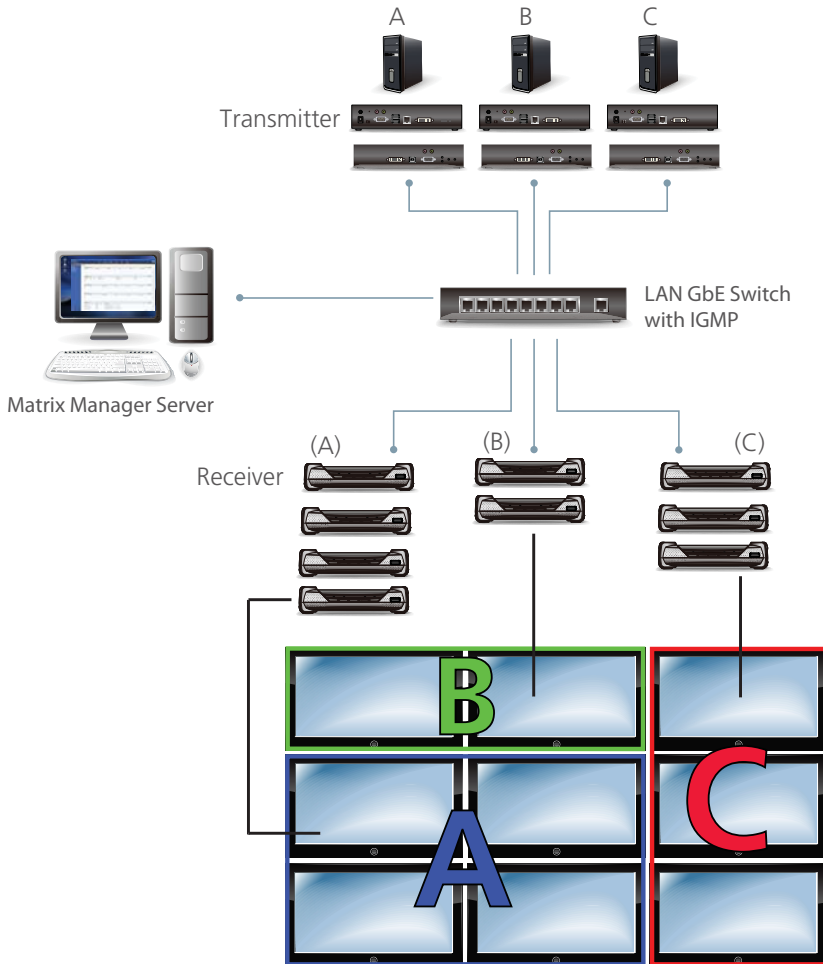 A B C
Transmitter
LAN GbE Switch
with IGMP
Matrix Manager Server
(A) (B) (C)
Receiver
B
C
A